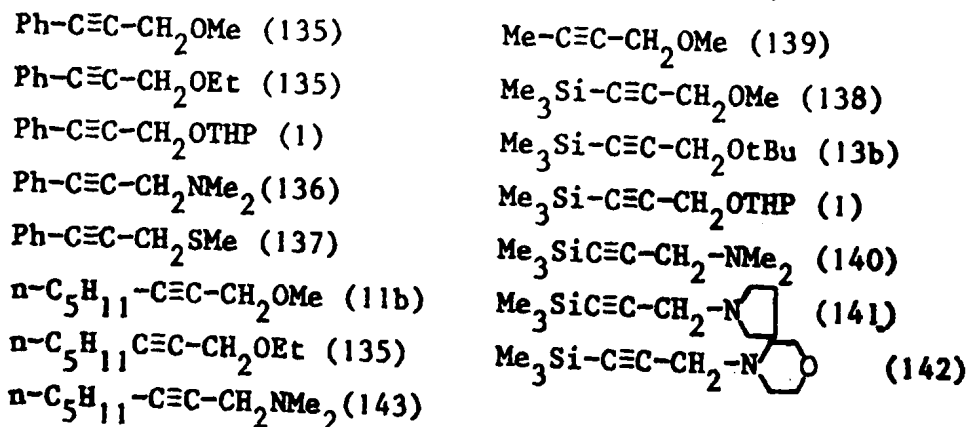 Ph-C≡C-CH₂OMe (135)
Ph-C≡C-CH₂OEt (135)
Ph-C≡C-CH₂OTHP (1)
Ph-C≡C-CH₂NMe₂(136)
Ph-C≡C-CH₂SMe (137)
n-C₅H₁₁-C≡C-CH₂OMe (11b)
n-C₅H₁₁C≡C-CH₂OEt (135)
n-C₅H₁₁-C≡C-CH₂NMe₂(143)
Me-C≡C-CH₂OMe (139)
Me₃Si-C≡C-CH₂OMe (138)
Me₃Si-C≡C-CH₂OtBu (13b)
Me₃Si-C≡C-CH₂OTHP (1)
Me₃SiC≡C-CH₂-NMe₂ (140)
Me₃SiC≡C-CH₂-N (141)
Me₃Si-C≡C-CH₂-N O (142)